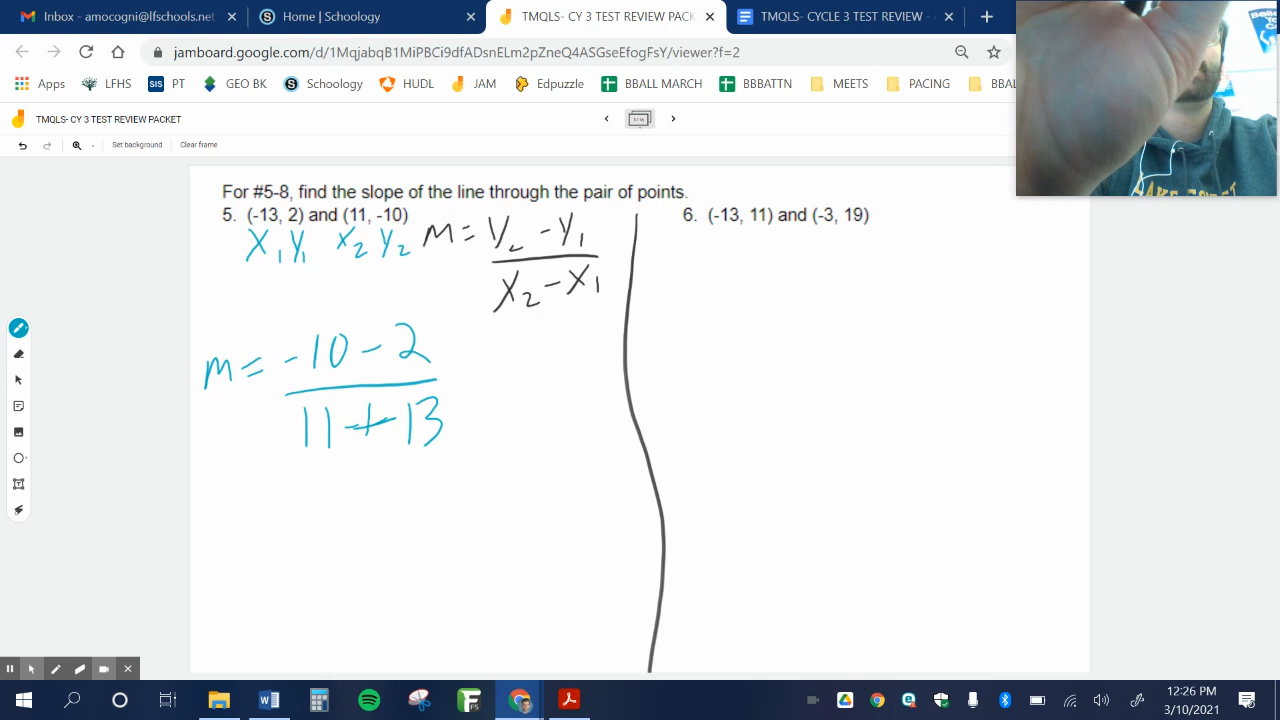 Inbox - amocogni@lfschools.net
Home | Schoology
TMQLS- CY 3 TEST REVIEW PACK
TMQLS- CYCLE 3 TEST REVIEW -
jamboard.google.com/d/1MqjabqB1MiPBCi9dfADsnELm2pZneQ4ASGseEfogFsY/viewer?f=2
Apps LFHS SIS PT GEO BK Schoology HUDL JAM Edpuzzle BBALL MARCH BBBATTN MEETS PACING BBAL
TMQLS- CY 3 TEST REVIEW PACKET
Set background Clear frame
For #5-8, find the slope of the line through the pair of points.
5. (-13, 2) and (11, -10)
x₁ y₁ x₂ y₂
m = y₂ - y₁
x₂ - x₁
m = -10 - 2
11 + 13
6. (-13, 11) and (-3, 19)
12:26 PM
3/10/2021